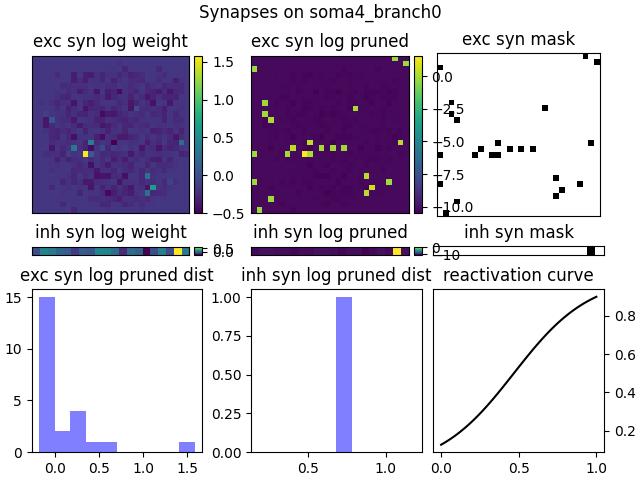 Synapses on soma4_branch0
exc syn log weight
exc syn log pruned
exc syn mask
1.5
1.0
0.5
0.0
−0.5
0.0
−2.5
−5.0
−7.5
−10.0
inh syn log weight
inh syn log pruned
inh syn mask
0.5
0.0
0
−10
exc syn log pruned dist
inh syn log pruned dist
reactivation curve
15
10
5
0
0.0 0.5 1.0 1.5
1.00
0.75
0.50
0.25
0.00
0.5 1.0
0.8
0.6
0.4
0.2
0.0 0.5 1.0